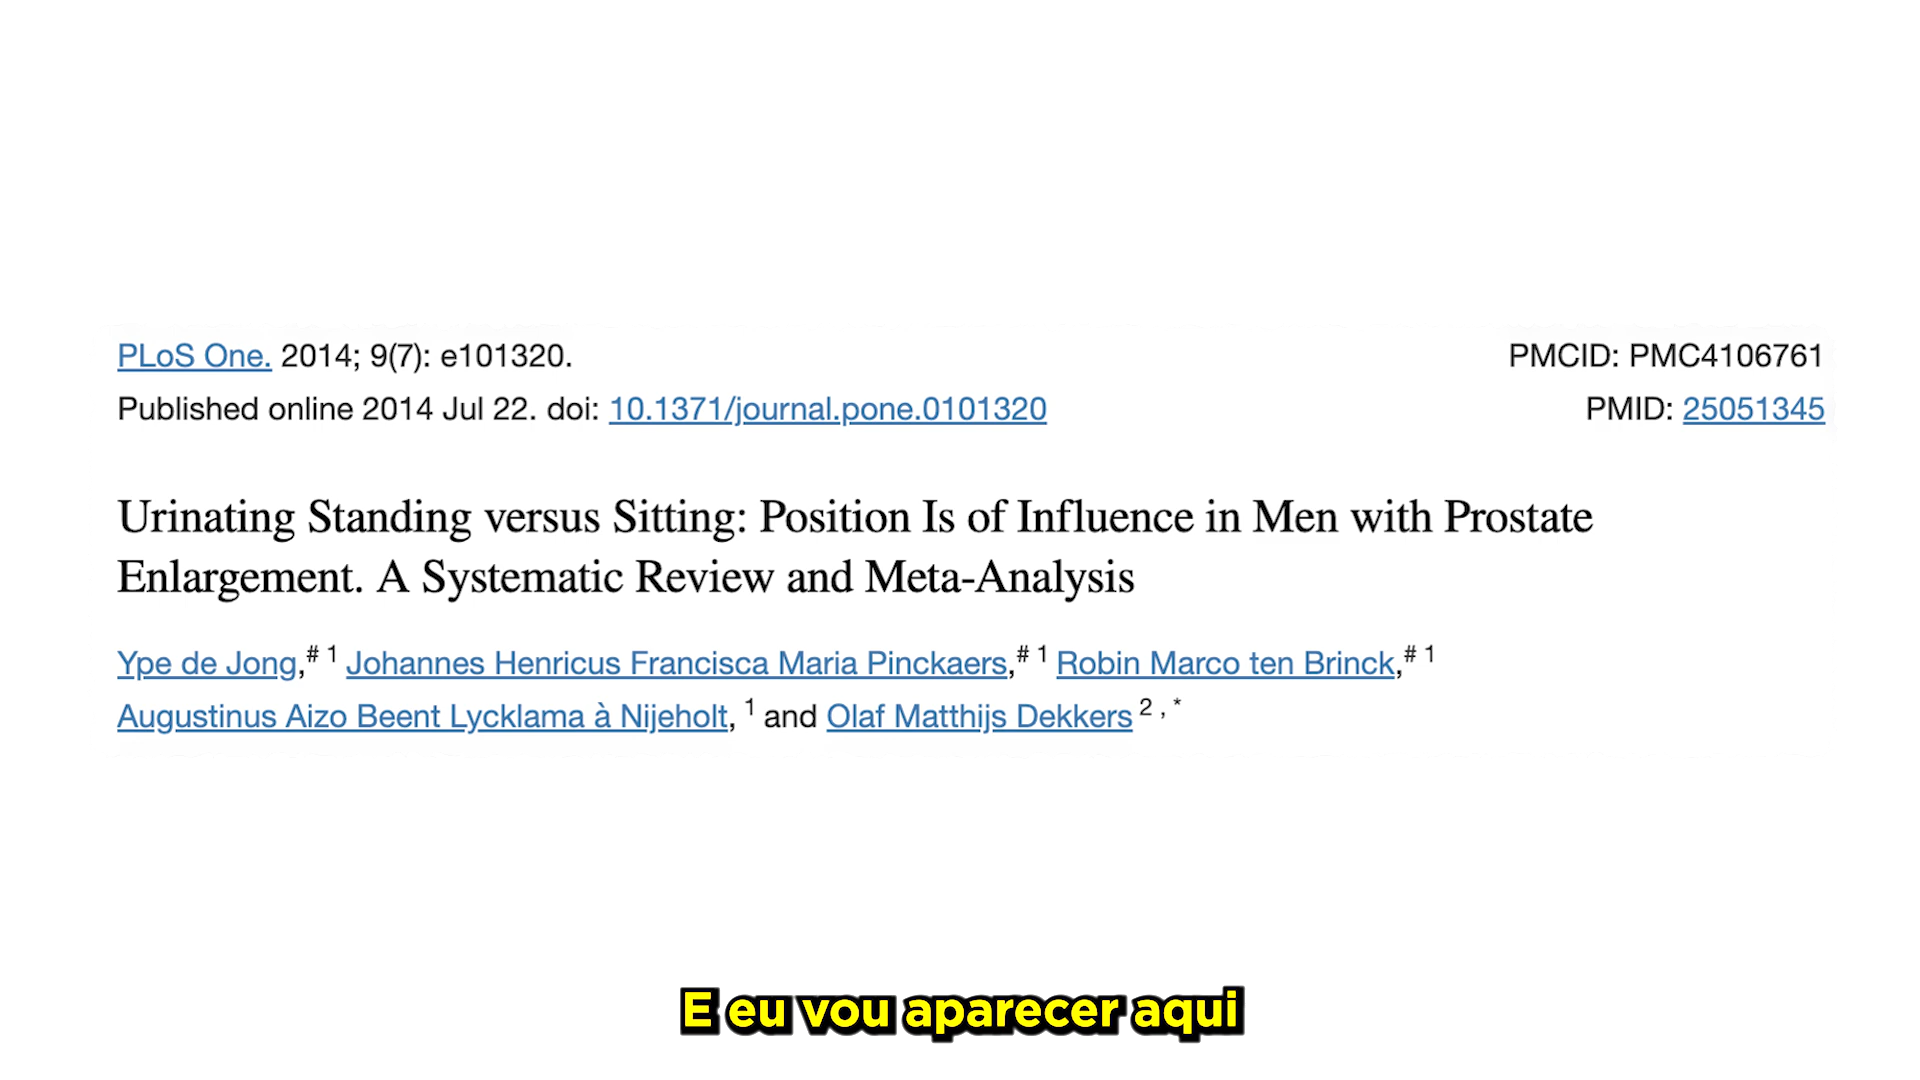 PLoS One. 2014; 9(7): e101320.
PMCID: PMC4106761
Published online 2014 Jul 22. doi: 10.1371/journal.pone.0101320
PMID: 25051345
Urinating Standing versus Sitting: Position Is of Influence in Men with Prostate
Enlargement. A Systematic Review and Meta-Analysis
Ype de Jong,# 1 Johannes Henricus Francisca Maria Pinckaers,# 1 Robin Marco ten Brinck,# 1
Augustinus Aizo Beent Lycklama à Nijeholt, 1 and Olaf Matthijs Dekkers 2 , *
E eu vou aparecer aqui